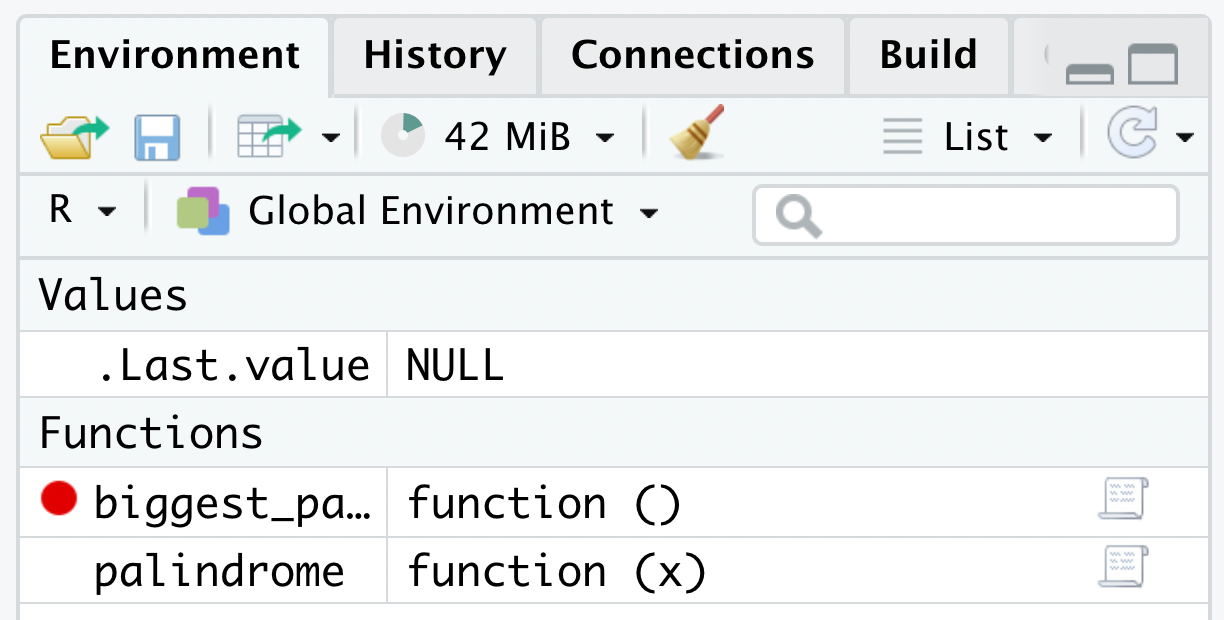 Environment History Connections Build
42 MiB List
R Global Environment
Values
.Last.value NULL
Functions
biggest_pa… function ()
palindrome function (x)